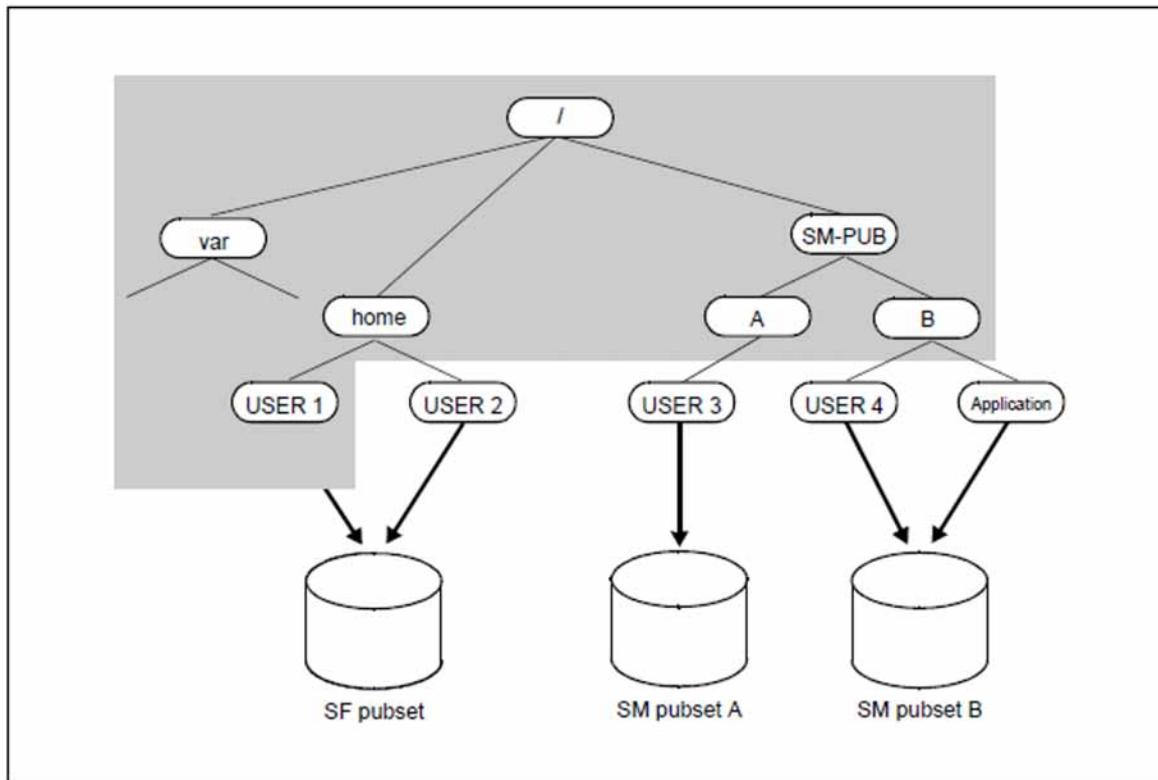 /
var
SM-PUB
home
A
B
USER 1
USER 2
USER 3
USER 4
Application
SF pubset
SM pubset A
SM pubset B